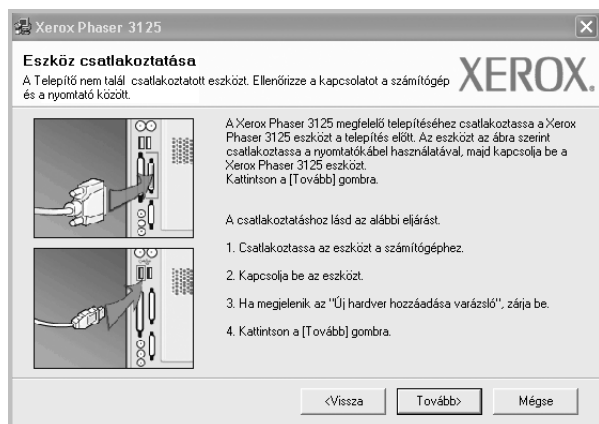 Xerox Phaser 3125
Eszköz csatlakoztatása
A Telepítő nem talál csatlakoztatott eszközt. Ellenőrizze a kapcsolatot a számítógép
és a nyomtató között.
XEROX.
A Xerox Phaser 3125 megfelelő telepítéséhez csatlakoztassa a Xerox
Phaser 3125 eszközt a telepítés előtt. Az eszközt az ábra szerint
csatlakoztassa a nyomtatókábel használatával, majd kapcsolja be a
Xerox Phaser 3125 eszközt.
Kattintson a [Tovább] gombra.
A csatlakoztatáshoz lásd az alábbi eljárást.
1. Csatlakoztassa az eszközt a számítógéphez.
2. Kapcsolja be az eszközt.
3. Ha megjelenik az "Új hardver hozzáadása varázsló", zárja be.
4. Kattintson a [Tovább] gombra.
<Vissza
Tovább>
Mégse